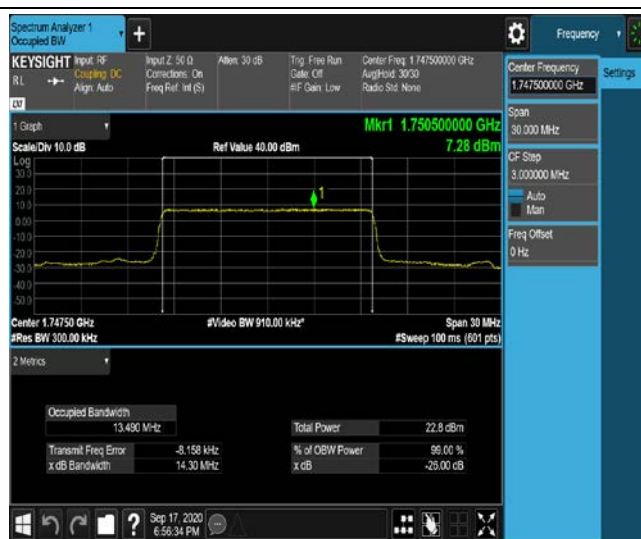 Spectrum Analyzer 1
Occupied BW
+
Frequency
KEYSIGHT
RL
Input: RF
Coupling: DC
Align: Auto
Input Z: 50 Ω
Corrections: On
Freq Ref: Int (S)
Atten: 30 dB
Trig: Free Run
Gate: Off
#IF Gain: Low
Center Freq: 1.747500000 GHz
Avg|Hold: 30/30
Radio Std: None
Center Frequency
1.747500000 GHz
Settings
Span
30.000 MHz
CF Step
3.000000 MHz
Auto
Man
Freq Offset
0 Hz
1 Graph
Mkr1 1.750500000 GHz
Scale/Div 10.0 dB
Ref Value 40.00 dBm
7.28 dBm
Log
30.0
20.0
10.0
0.00
-10.0
-20.0
-30.0
-40.0
-50.0
1
Center 1.74750 GHz
#Video BW 910.00 kHz*
Span 30 MHz
#Res BW 300.00 kHz
#Sweep 100 ms (601 pts)
2 Metrics
Occupied Bandwidth
13.490 MHz
Total Power
22.8 dBm
Transmit Freq Error
-8.158 kHz
% of OBW Power
99.00 %
x dB Bandwidth
14.30 MHz
x dB
-26.00 dB
?
Sep 17, 2020
6:56:34 PM